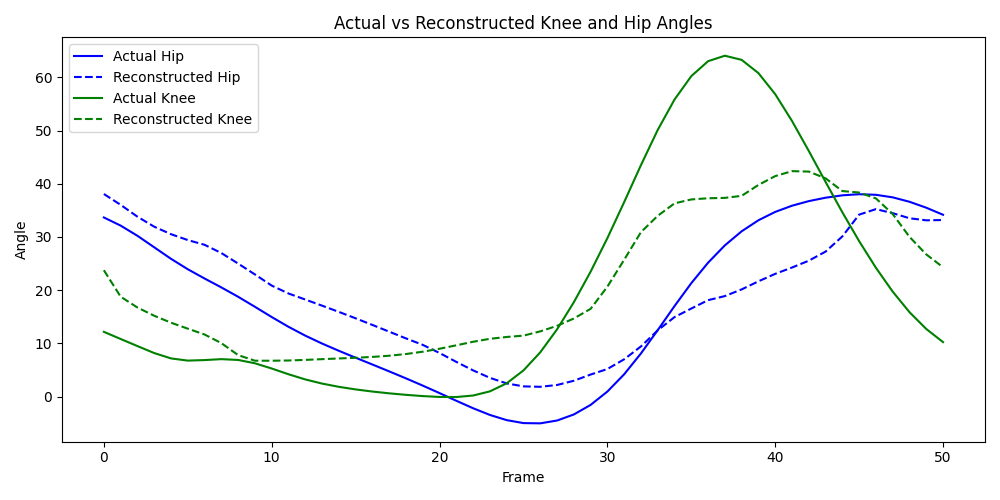 Actual vs Reconstructed Knee and Hip Angles
Actual Hip
Reconstructed Hip
Actual Knee
Reconstructed Knee
Angle
60
50
40
30
20
10
0
0 10 20 30 40 50
Frame